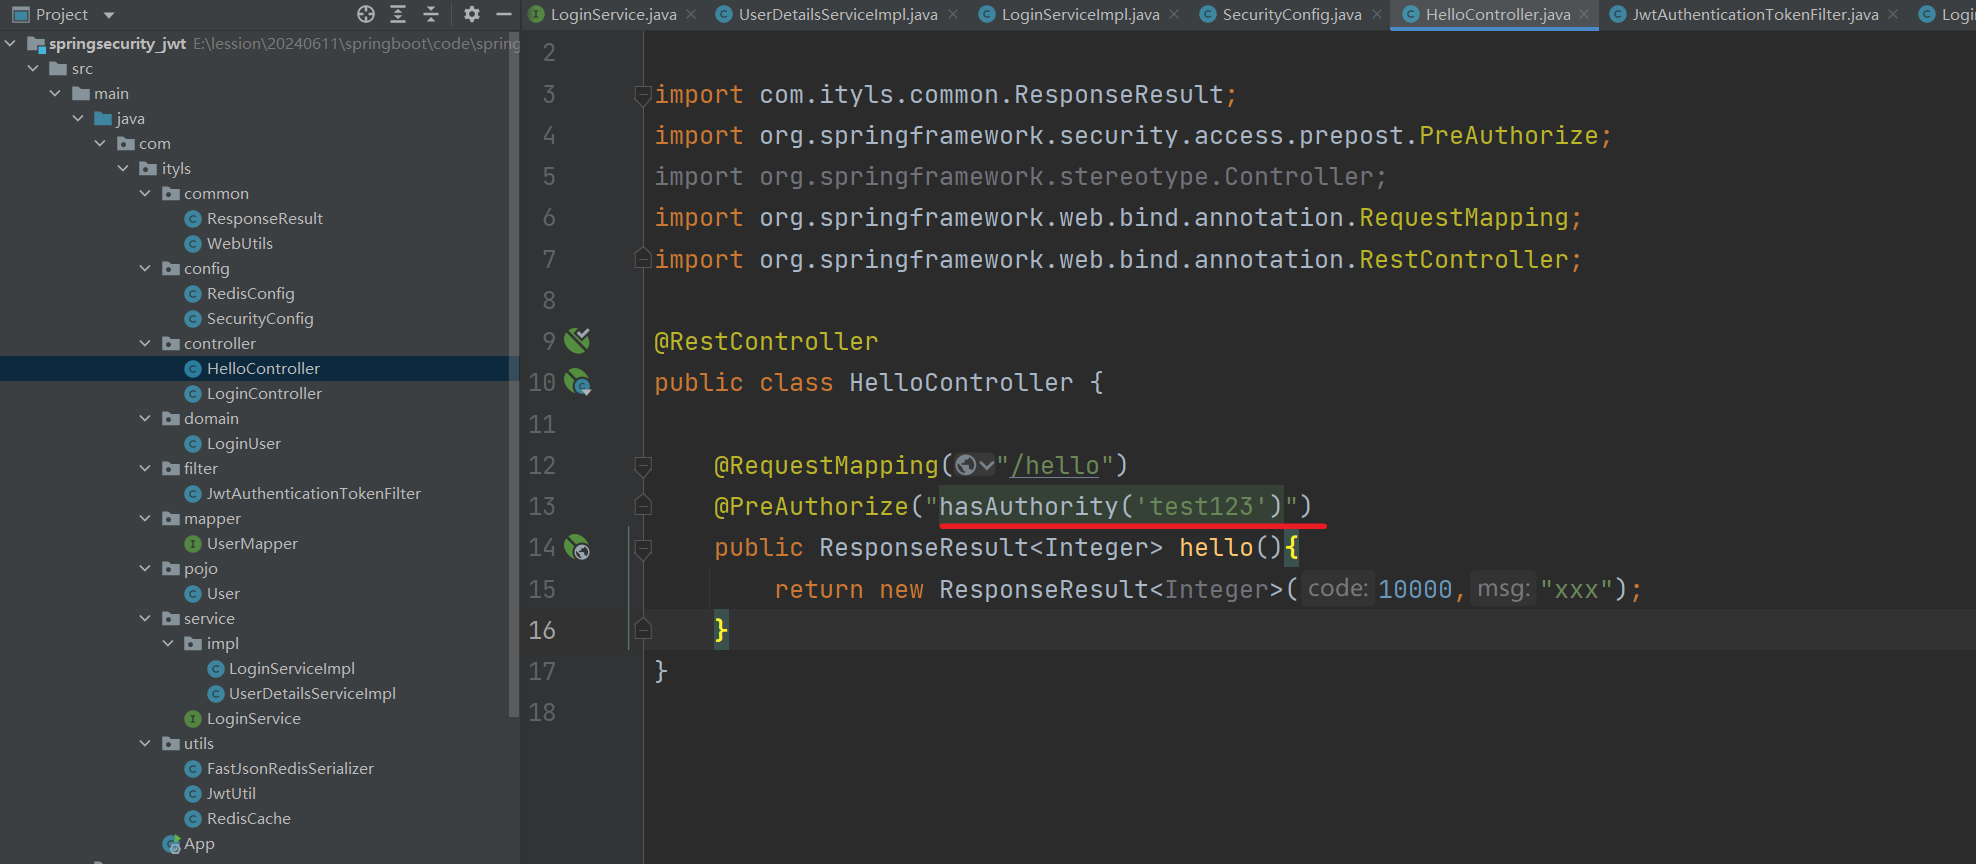 Project
springsecurity_jwt E:\lession\20240611\springboot\code\spring
src
main
java
com
ityls
common
ResponseResult
WebUtils
config
RedisConfig
SecurityConfig
controller
HelloController
LoginController
domain
LoginUser
filter
JwtAuthenticationTokenFilter
mapper
UserMapper
pojo
User
service
impl
LoginServiceImpl
UserDetailsServiceImpl
LoginService
utils
FastJsonRedisSerializer
JwtUtil
RedisCache
App
LoginService.java UserDetailsServiceImpl.java LoginServiceImpl.java SecurityConfig.java HelloController.java JwtAuthenticationTokenFilter.java Logi
2
3 import com.ityls.common.ResponseResult;
4 import org.springframework.security.access.prepost.PreAuthorize;
5 import org.springframework.stereotype.Controller;
6 import org.springframework.web.bind.annotation.RequestMapping;
7 import org.springframework.web.bind.annotation.RestController;
8
9 @RestController
10 public class HelloController {
11
12 @RequestMapping("/hello")
13 @PreAuthorize("hasAuthority('test123')")
14 public ResponseResult<Integer> hello(){
15 return new ResponseResult<Integer>( code: 10000, msg: "xxx");
16 }
17 }
18